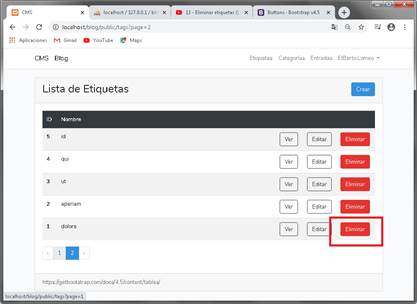 CMS
localhost / 127.0.0.1 / b
13 - Eliminar etiquetas (
Buttons - Bootstrap v4.5
localhost/blog/public/tags?page=2
Aplicaciones Gmail YouTube Maps
CMS Blog Etiquetas Categorías Entradas ElBartoLomeo
Lista de Etiquetas Crear
ID Nombre
5 id Ver Editar Eliminar
4 qui Ver Editar Eliminar
3 ut Ver Editar Eliminar
2 aperiam Ver Editar Eliminar
1 dolore Ver Editar Eliminar
‹ 1 2 ›
https://getbootstrap.com/docs/4.5/content/tables/
localhost/blog/public/tags?page=1